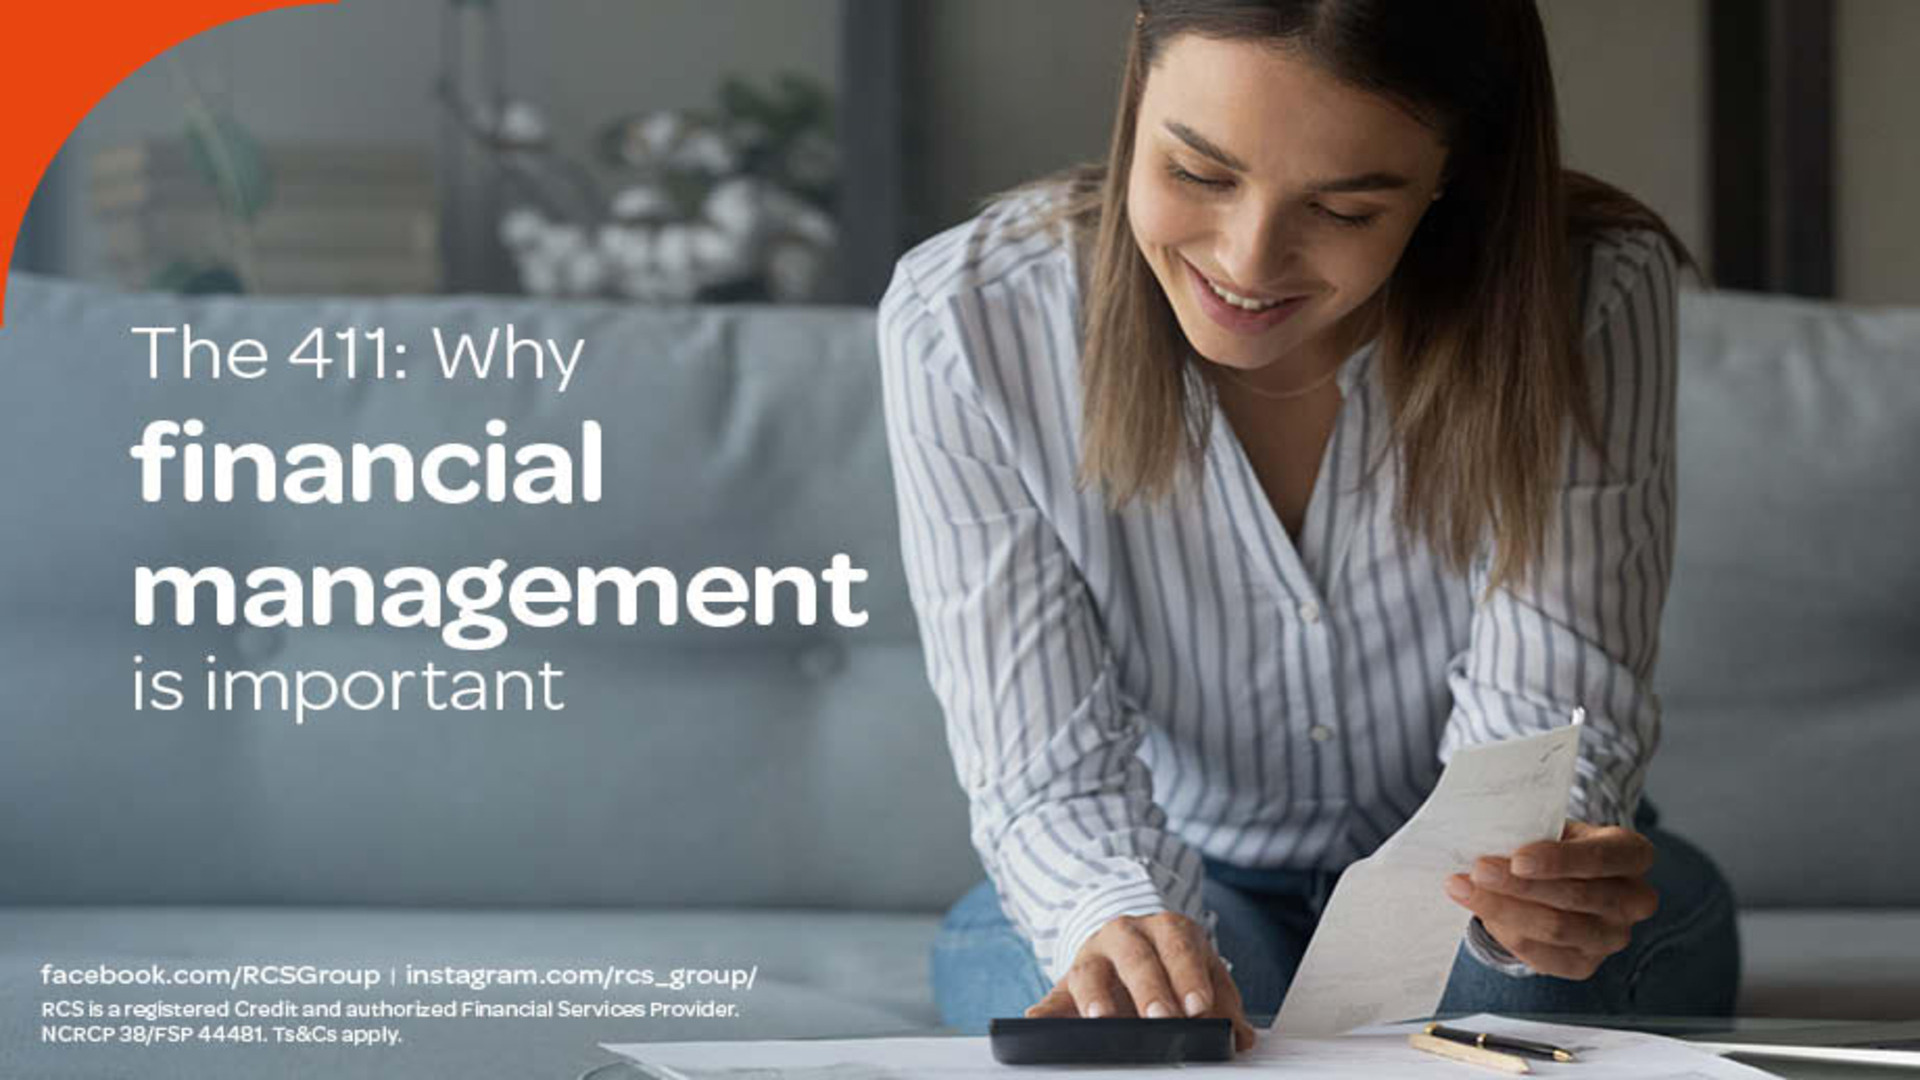 The 411: Why
financial
management
is important
facebook.com/RCSGroup | instagram.com/rcs_group/
RCS is a registered Credit and authorized Financial Services Provider.
NCRCP 38/FSP 44481. Ts&Cs apply.